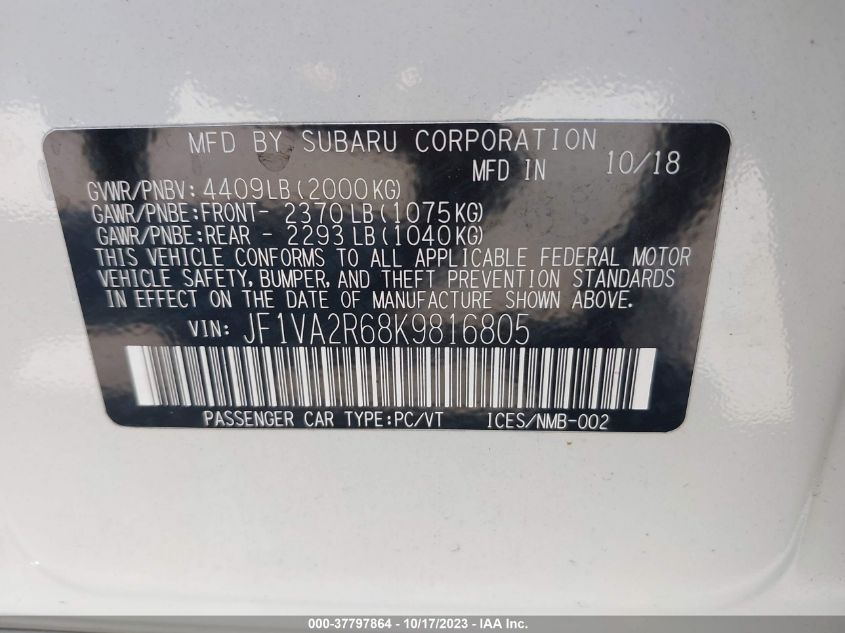 MFD BY SUBARU CORPORATION
MFD IN 10/18
GVWR/PNBV: 4409LB(2000KG)
GAWR/PNBE:FRONT- 2370LB(1075KG)
GAWR/PNBE:REAR - 2293LB(1040KG)
THIS VEHICLE CONFORMS TO ALL APPLICABLE FEDERAL MOTOR
VEHICLE SAFETY, BUMPER, AND THEFT PREVENTION STANDARDS
IN EFFECT ON THE DATE OF MANUFACTURE SHOWN ABOVE.
VIN: JF1VA2R68K9816805
PASSENGER CAR TYPE:PC/VT ICES/NMB-002
000-37797864 - 10/17/2023 - IAA Inc.